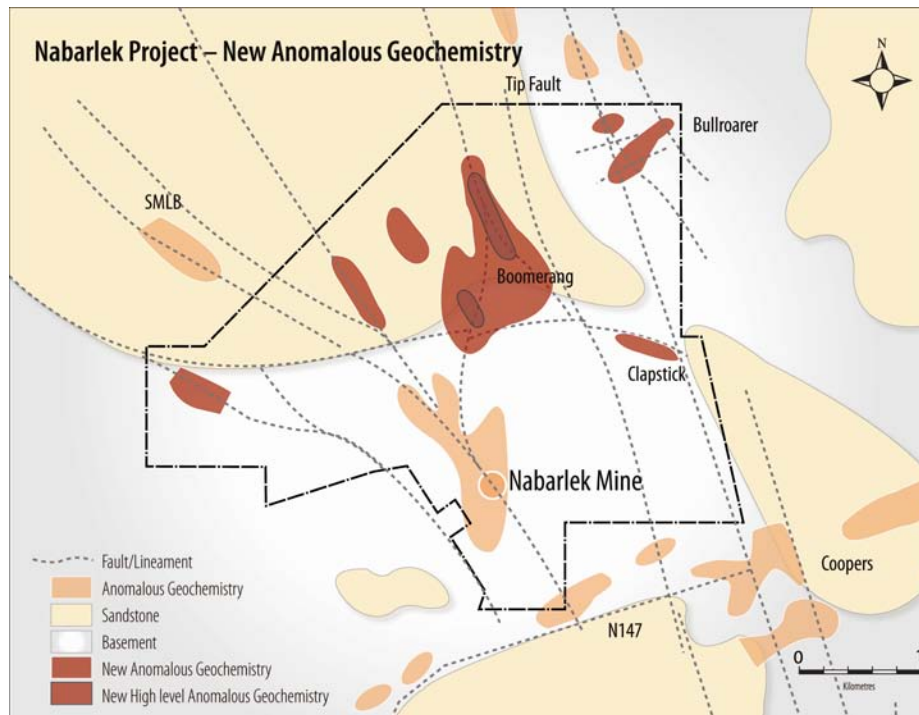 Nabarlek Project – New Anomalous Geochemistry
N
Tip Fault
Bullroarer
SMLB
Boomerang
Clapstick
Nabarlek Mine
Coopers
N147
Fault/Lineament
Anomalous Geochemistry
Sandstone
Basement
New Anomalous Geochemistry
New High level Anomalous Geochemistry
0
Kilometres